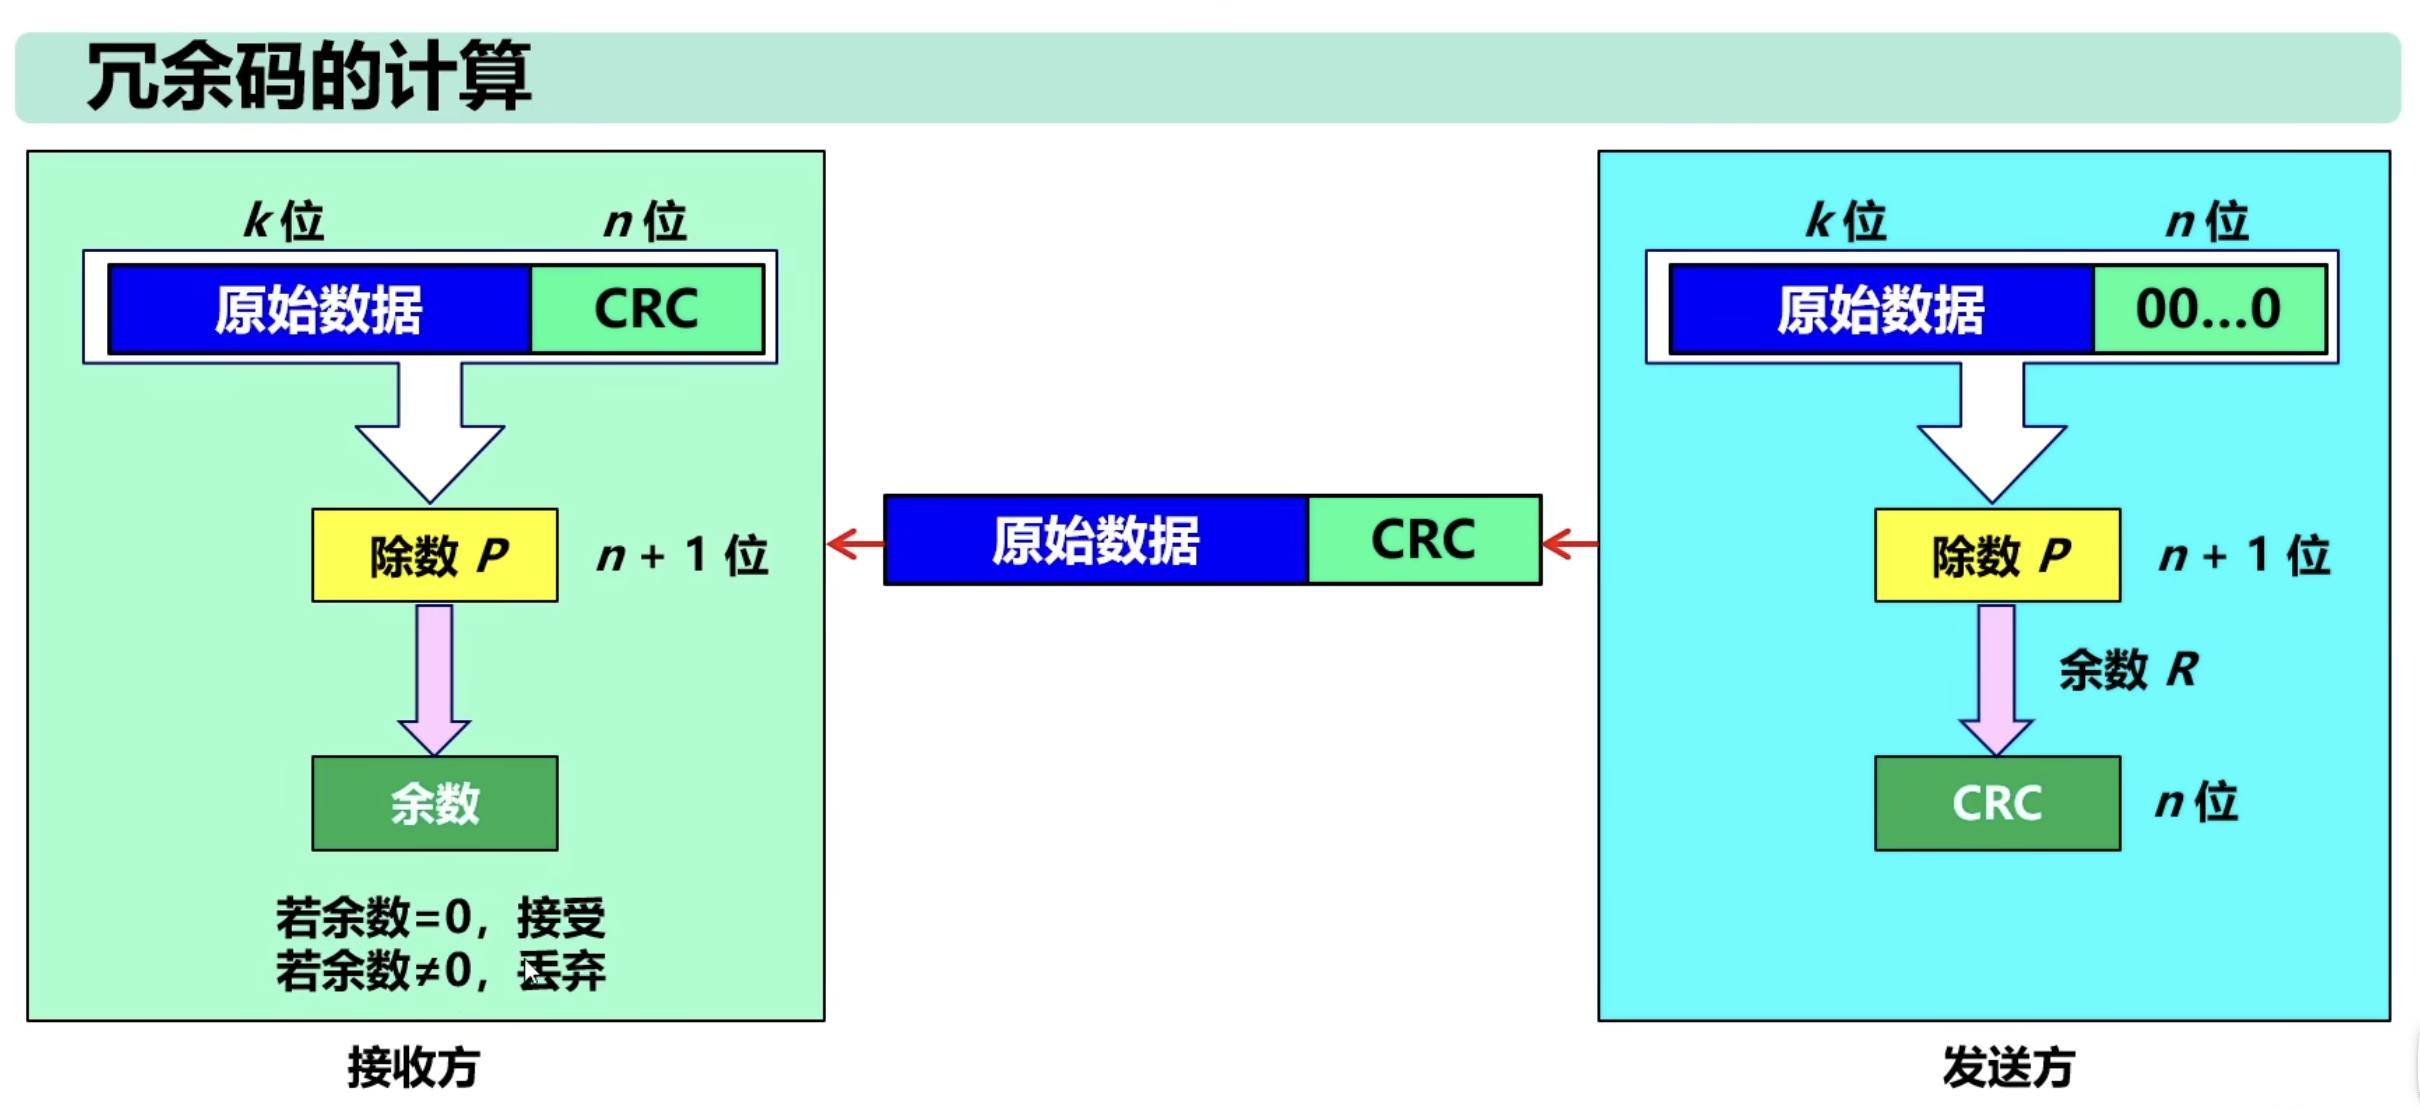 冗余码的计算
k 位
n 位
原始数据
CRC
除数 P
n + 1 位
余数
若余数=0，接受
若余数≠0，丢弃
接收方
原始数据
CRC
k 位
n 位
原始数据
00...0
除数 P
n + 1 位
余数 R
CRC
n 位
发送方